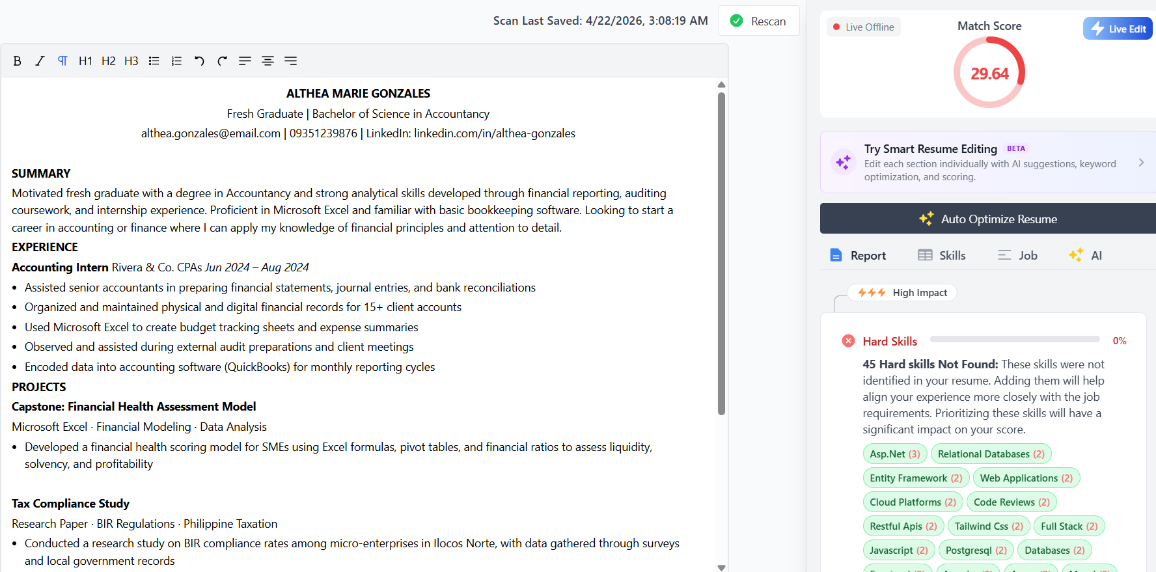 Scan Last Saved: 4/22/2026, 3:08:19 AM
Rescan
B I ¶ H1 H2 H3
ALTHEA MARIE GONZALES
Fresh Graduate | Bachelor of Science in Accountancy
althea.gonzales@email.com | 09351239876 | LinkedIn: linkedin.com/in/althea-gonzales
SUMMARY
Motivated fresh graduate with a degree in Accountancy and strong analytical skills developed through financial reporting, auditing
coursework, and internship experience. Proficient in Microsoft Excel and familiar with basic bookkeeping software. Looking to start a
career in accounting or finance where I can apply my knowledge of financial principles and attention to detail.
EXPERIENCE
Accounting Intern Rivera & Co. CPAs Jun 2024 – Aug 2024
• Assisted senior accountants in preparing financial statements, journal entries, and bank reconciliations
• Organized and maintained physical and digital financial records for 15+ client accounts
• Used Microsoft Excel to create budget tracking sheets and expense summaries
• Observed and assisted during external audit preparations and client meetings
• Encoded data into accounting software (QuickBooks) for monthly reporting cycles
PROJECTS
Capstone: Financial Health Assessment Model
Microsoft Excel · Financial Modeling · Data Analysis
• Developed a financial health scoring model for SMEs using Excel formulas, pivot tables, and financial ratios to assess liquidity,
solvency, and profitability
Tax Compliance Study
Research Paper · BIR Regulations · Philippine Taxation
• Conducted a research study on BIR compliance rates among micro-enterprises in Ilocos Norte, with data gathered through surveys
and local government records
Live Offline
Match Score
Live Edit
29.64
Try Smart Resume Editing BETA
Edit each section individually with AI suggestions, keyword
optimization, and scoring.
Auto Optimize Resume
Report Skills Job AI
High Impact
Hard Skills 0%
45 Hard skills Not Found: These skills were not
identified in your resume. Adding them will help
align your experience more closely with the job
requirements. Prioritizing these skills will have a
significant impact on your score.
Asp.Net (3) Relational Databases (2)
Entity Framework (2) Web Applications (2)
Cloud Platforms (2) Code Reviews (2)
Restful Apis (2) Tailwind Css (2) Full Stack (2)
Javascript (2) Postgresql (2) Databases (2)